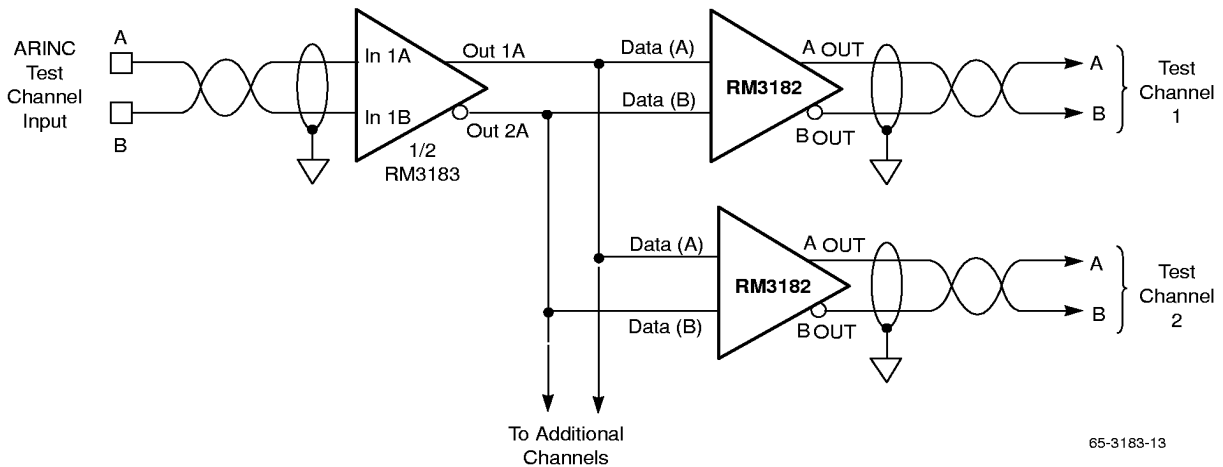 ARINC
Test
Channel
Input
A
B
In 1A
In 1B
1/2
RM3183
Out 1A
Out 2A
Data (A)
Data (B)
RM3182
A OUT
B OUT
A
B
Test
Channel
1
Data (A)
Data (B)
RM3182
A OUT
B OUT
A
B
Test
Channel
2
To Additional
Channels
65-3183-13